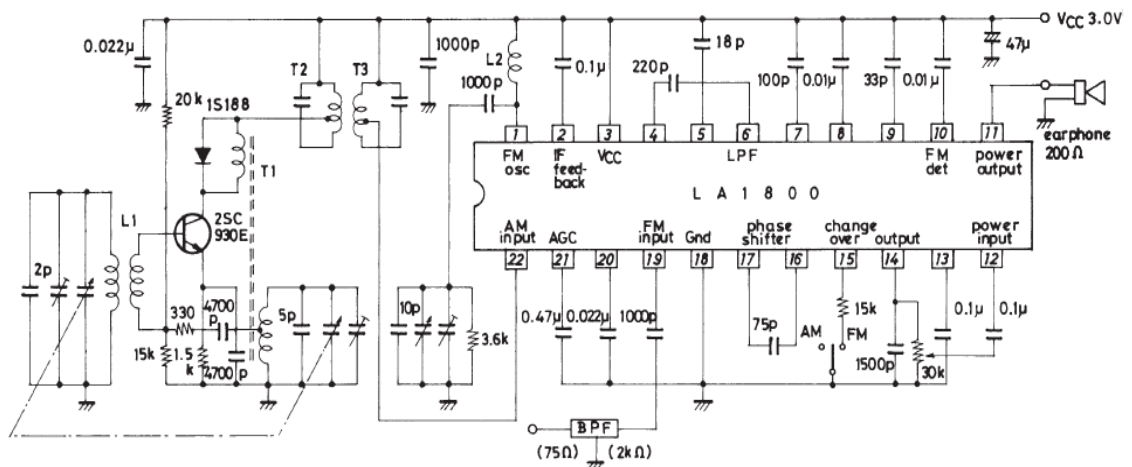 VCC 3.0V
0.022μ
20k
1S188
T1
T2
T3
1000p
1000p
L2
0.1μ
220p
18p
100p
0.01μ
33p
0.01μ
47μ
earphone
200Ω
1
2
3
4
5
6
7
8
9
10
11
FM
osc
IF
feed-
back
VCC
LPF
FM
det
power
output
LA1800
AM
input
AGC
FM
input
Gnd
phase
shifter
change
over
output
power
input
22
21
20
19
18
17
16
15
14
13
12
L1
2SC
930E
2p
330
4700
p
15k
1.5
k
4700p
5p
10p
3.6k
0.47μ
0.022μ
1000p
75p
15k
AM
FM
1500p
30k
0.1μ
0.1μ
BPF
(75Ω)
(2kΩ)